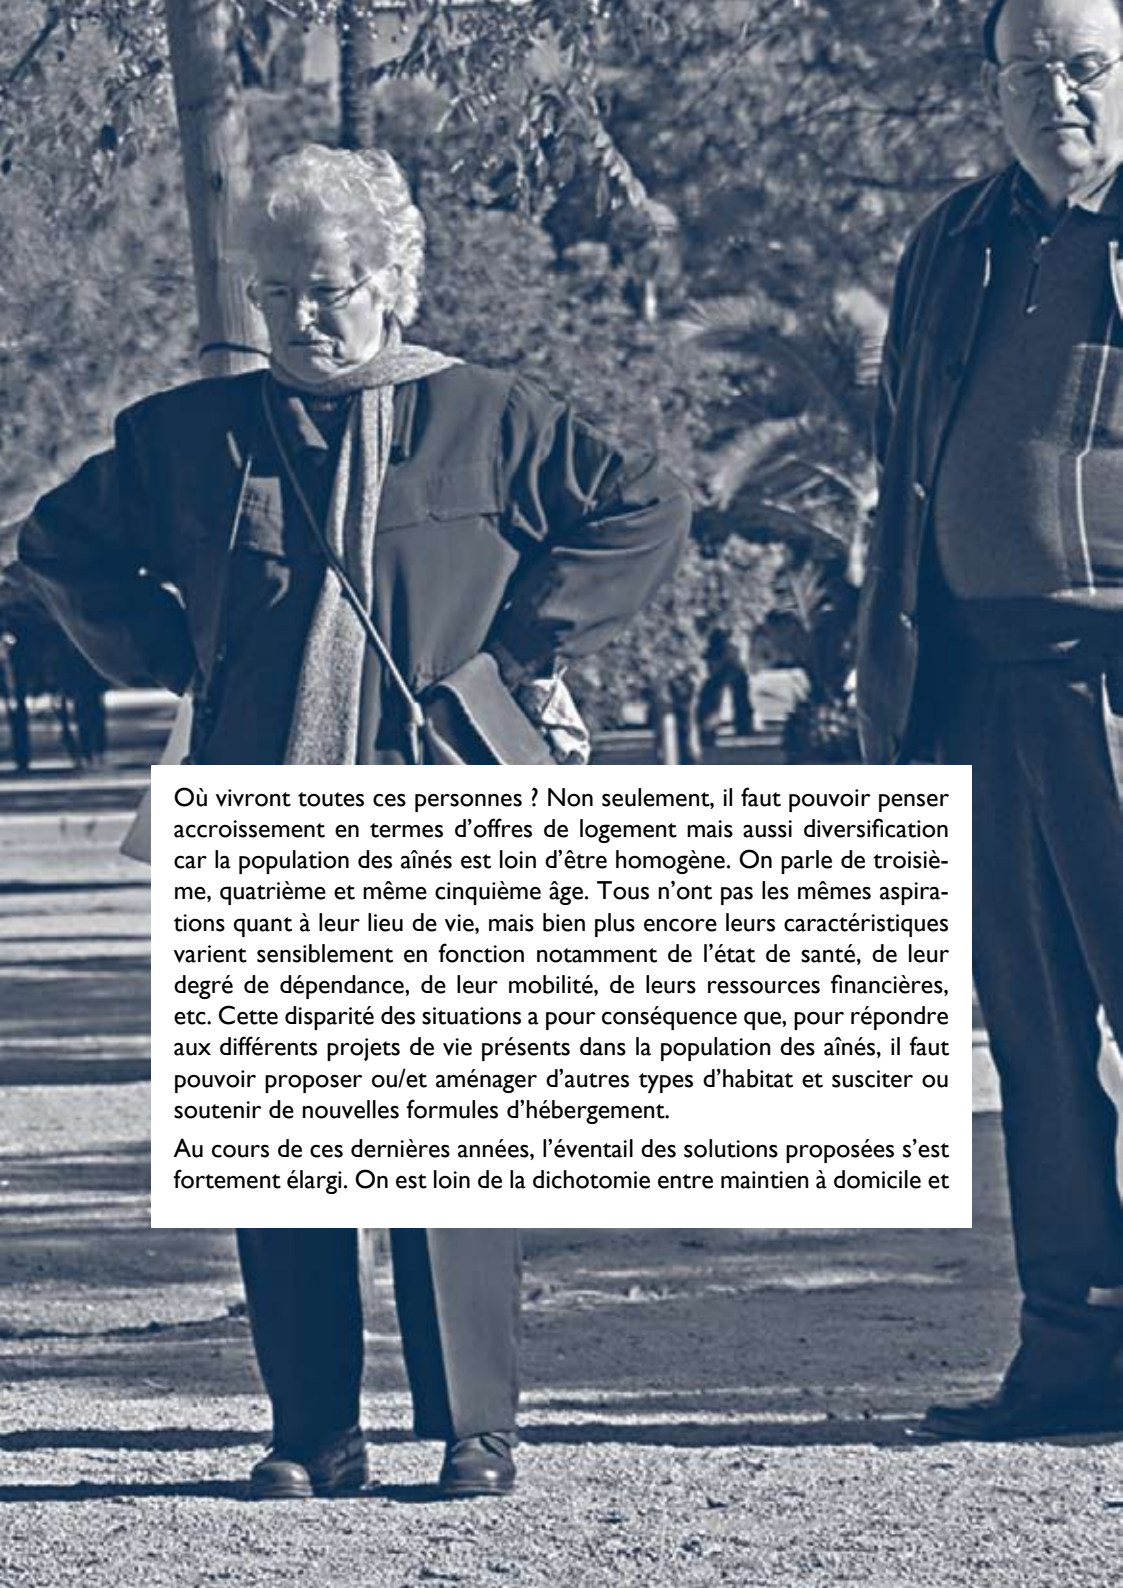 Où vivront toutes ces personnes ? Non seulement, il faut pouvoir penser
accroissement en termes d’offres de logement mais aussi diversification
car la population des aînés est loin d’être homogène. On parle de troisiè-
me, quatrième et même cinquième âge. Tous n’ont pas les mêmes aspira-
tions quant à leur lieu de vie, mais bien plus encore leurs caractéristiques
varient sensiblement en fonction notamment de l’état de santé, de leur
degré de dépendance, de leur mobilité, de leurs ressources financières,
etc. Cette disparité des situations a pour conséquence que, pour répondre
aux différents projets de vie présents dans la population des aînés, il faut
pouvoir proposer ou/et aménager d’autres types d’habitat et susciter ou
soutenir de nouvelles formules d’hébergement.
Au cours de ces dernières années, l’éventail des solutions proposées s’est
fortement élargi. On est loin de la dichotomie entre maintien à domicile et